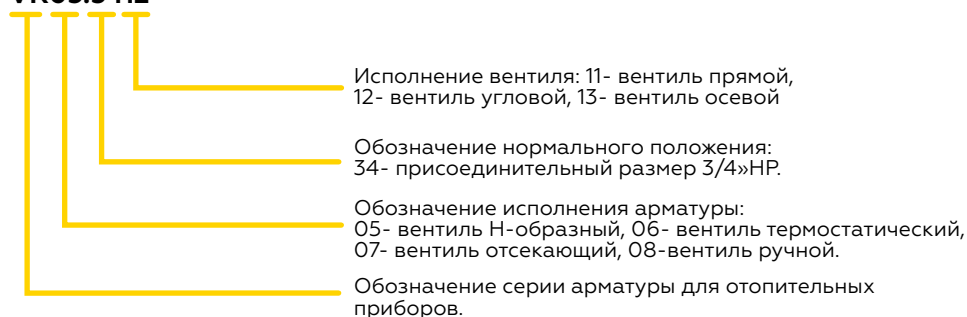 Исполнение вентиля: 11- вентиль прямой,
12- вентиль угловой, 13- вентиль осевой
Обозначение нормального положения:
34- присоединительный размер 3/4»НР.
Обозначение исполнения арматуры:
05- вентиль Н-образный, 06- вентиль термостатический,
07- вентиль отсекающий, 08-вентиль ручной.
Обозначение серии арматуры для отопительных
приборов.